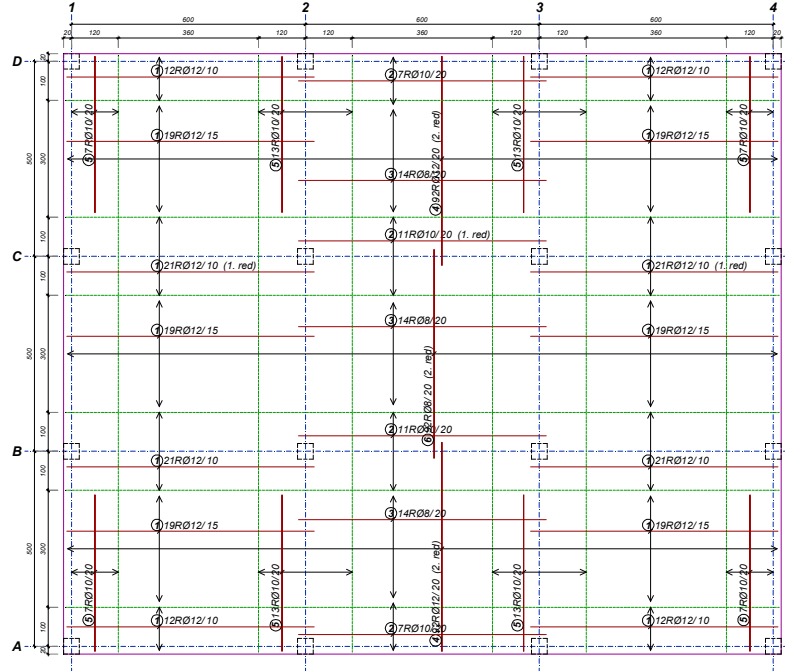 1 2 3 4
600 600 600
20 120 360 120 120 360 120 120 360 120 20
D
20
100
①12RØ12/10
②7RØ10/20
①12RØ12/10
⑤7RØ10/20
①19RØ12/15
⑤13RØ10/20
④92RØ12/20 (2. red)
⑤13RØ10/20
①19RØ12/15
⑤7RØ10/20
500
300
③14RØ8/20
100
②11RØ10/20 (1. red)
C
100
①21RØ12/10 (1. red)
①21RØ12/10 (1. red)
③14RØ8/20
①19RØ12/15
①19RØ12/15
500
300
⑥92RØ8/20 (2. red)
100
②11RØ10/20
B
100
①21RØ12/10
①21RØ12/10
③14RØ8/20
①19RØ12/15
①19RØ12/15
500
300
⑤7RØ10/20
⑤13RØ10/20
④92RØ12/20 (2. red)
⑤13RØ10/20
⑤7RØ10/20
100
①12RØ12/10
②7RØ10/20
①12RØ12/10
A
20